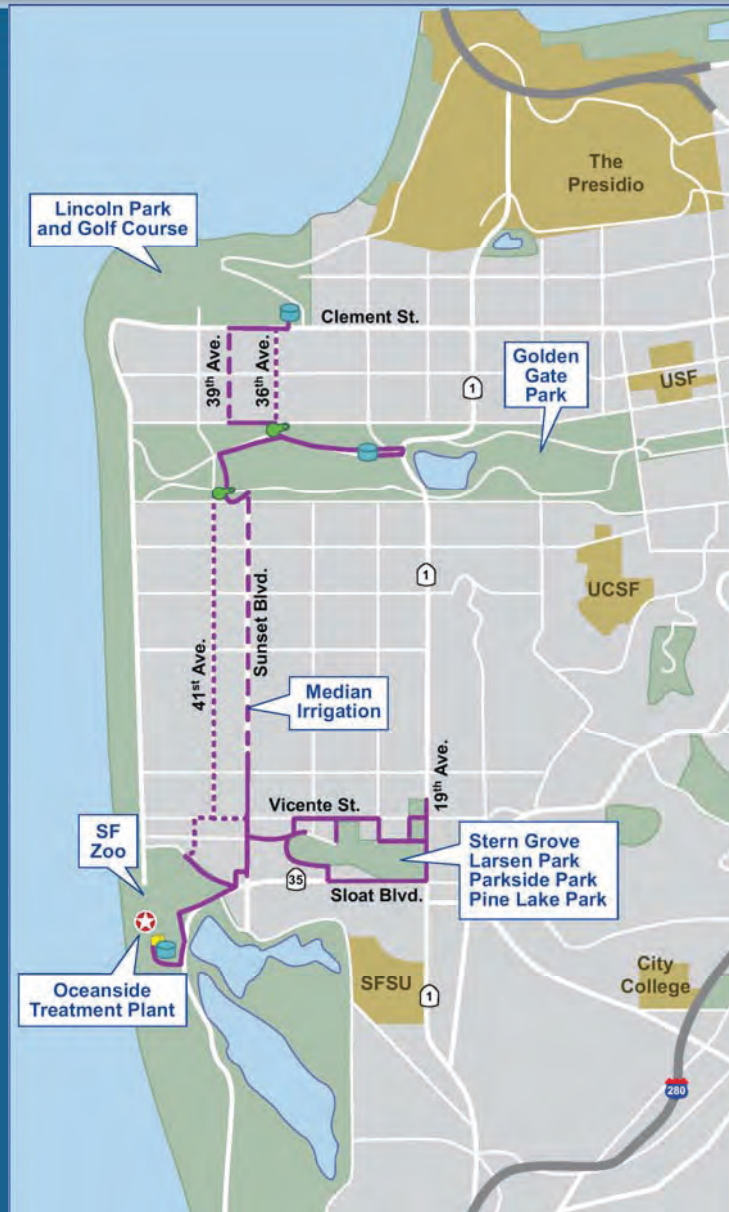 The
Presidio
Lincoln Park
and Golf Course
Clement St.
39th Ave.
36th Ave.
1
Golden
Gate
Park
USF
Sunset Blvd.
1
UCSF
41st Ave.
Median
Irrigation
19th Ave.
Vicente St.
SF
Zoo
Stern Grove
Larsen Park
Parkside Park
Pine Lake Park
35
Sloat Blvd.
Oceanside
Treatment Plant
SFSU
1
City
College
280